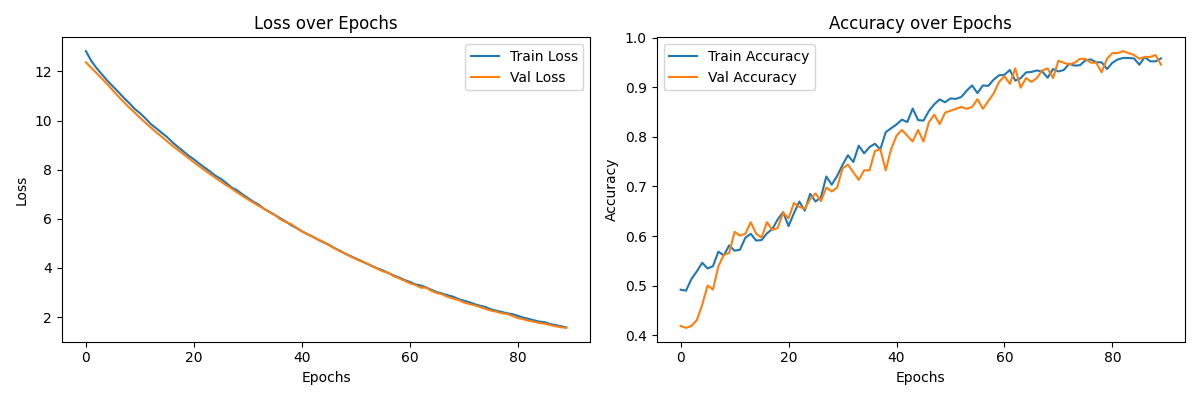 Loss over Epochs
Train Loss
Val Loss
12
10
8
6
4
2
0
20
40
60
80
Loss
Epochs
Accuracy over Epochs
Train Accuracy
Val Accuracy
1.0
0.9
0.8
0.7
0.6
0.5
0.4
0
20
40
60
80
Accuracy
Epochs